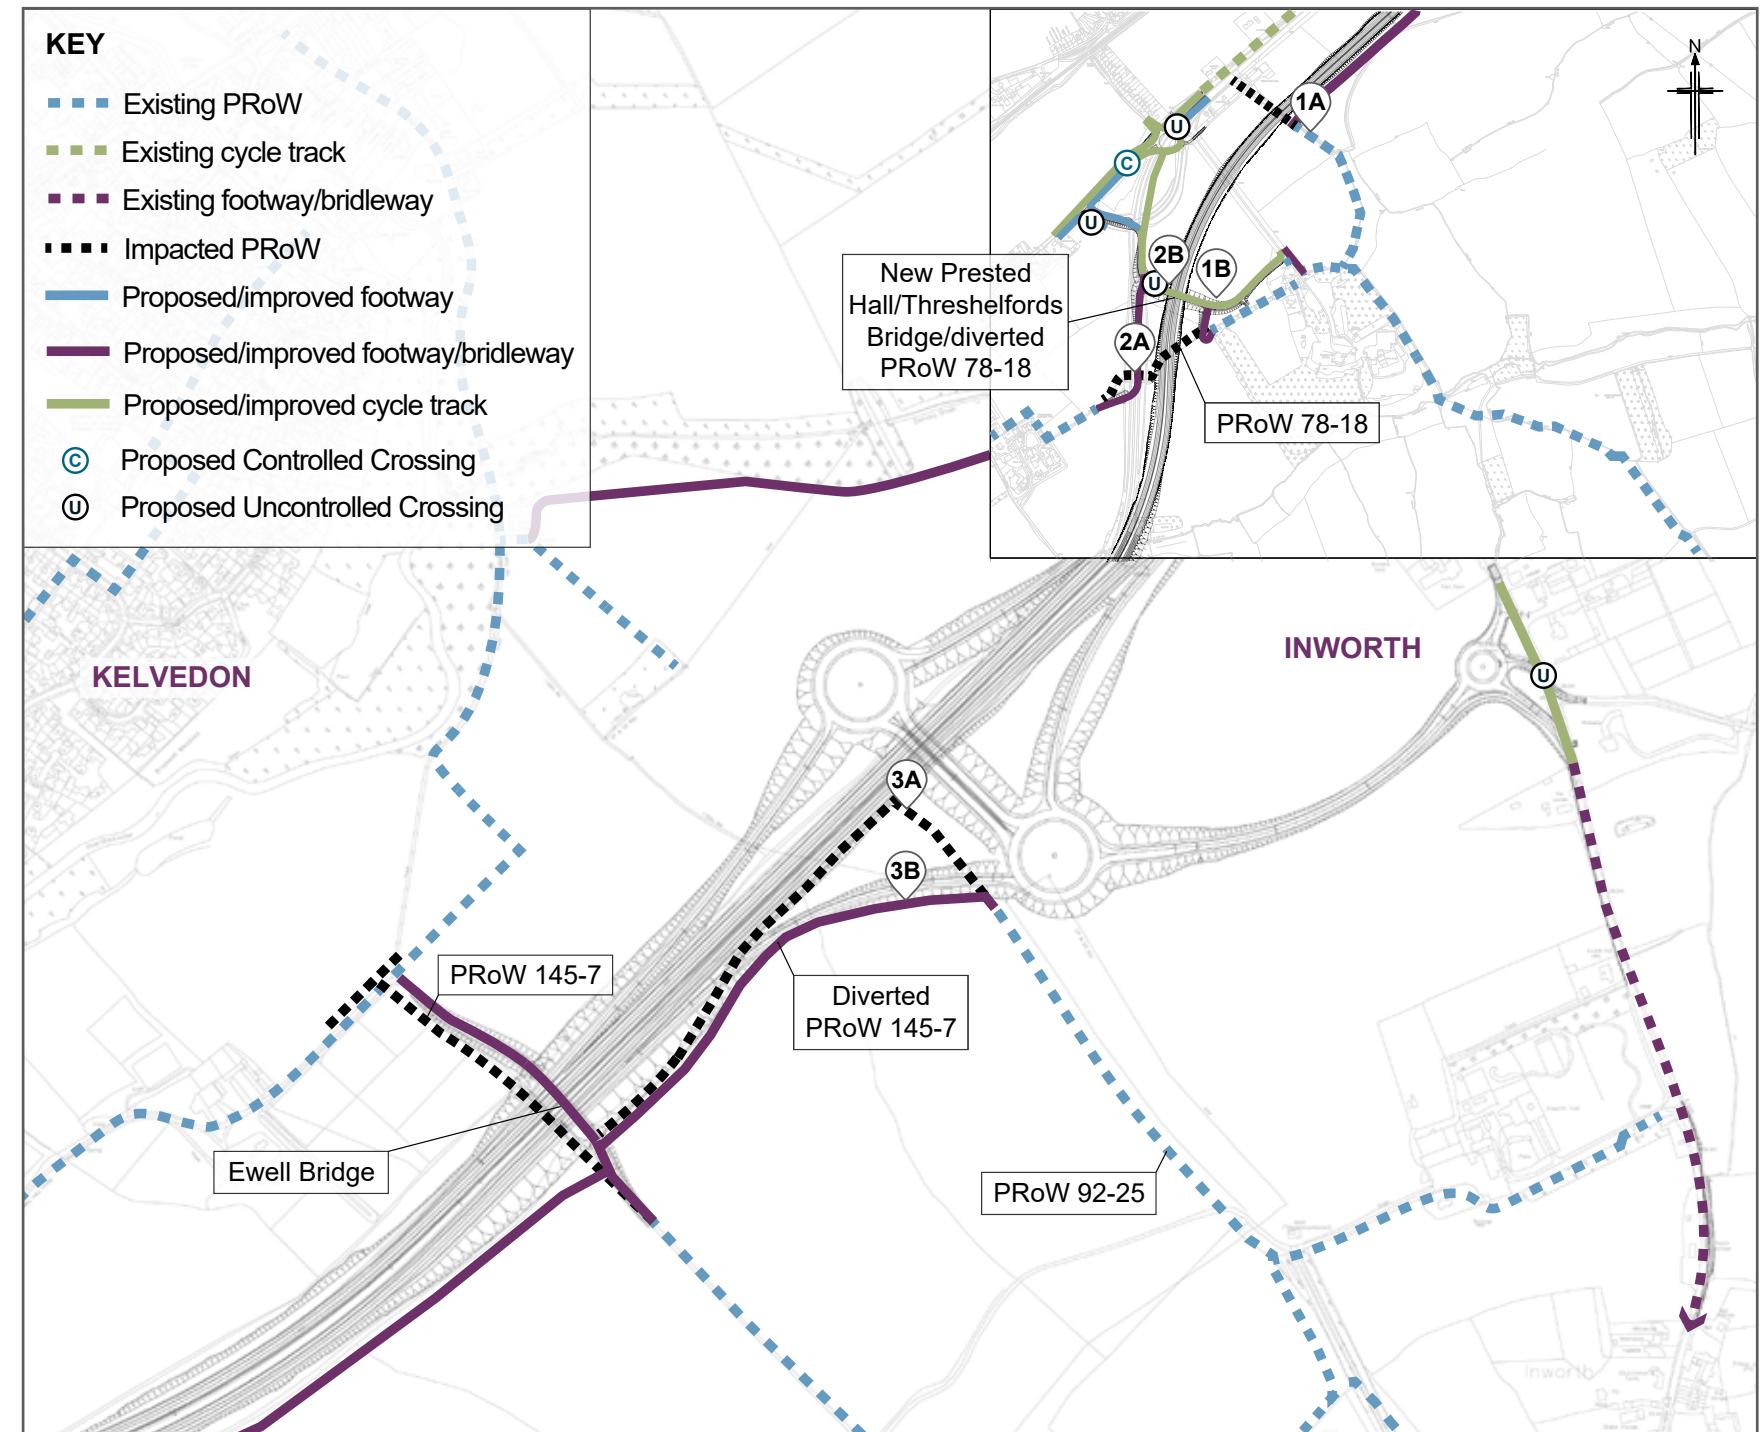 KEY
Existing PRoW
Existing cycle track
Existing footway/bridleway
Impacted PRoW
Proposed/improved footway
Proposed/improved footway/bridleway
Proposed/improved cycle track
C Proposed Controlled Crossing
U Proposed Uncontrolled Crossing
N
1A
U
C
U
2B
1B
U
New Prested
Hall/Threshelfords
Bridge/diverted
PRoW 78-18
2A
PRoW 78-18
KELVEDON
INWORTH
U
3A
3B
PRoW 145-7
Diverted
PRoW 145-7
Ewell Bridge
PRoW 92-25
Inworth